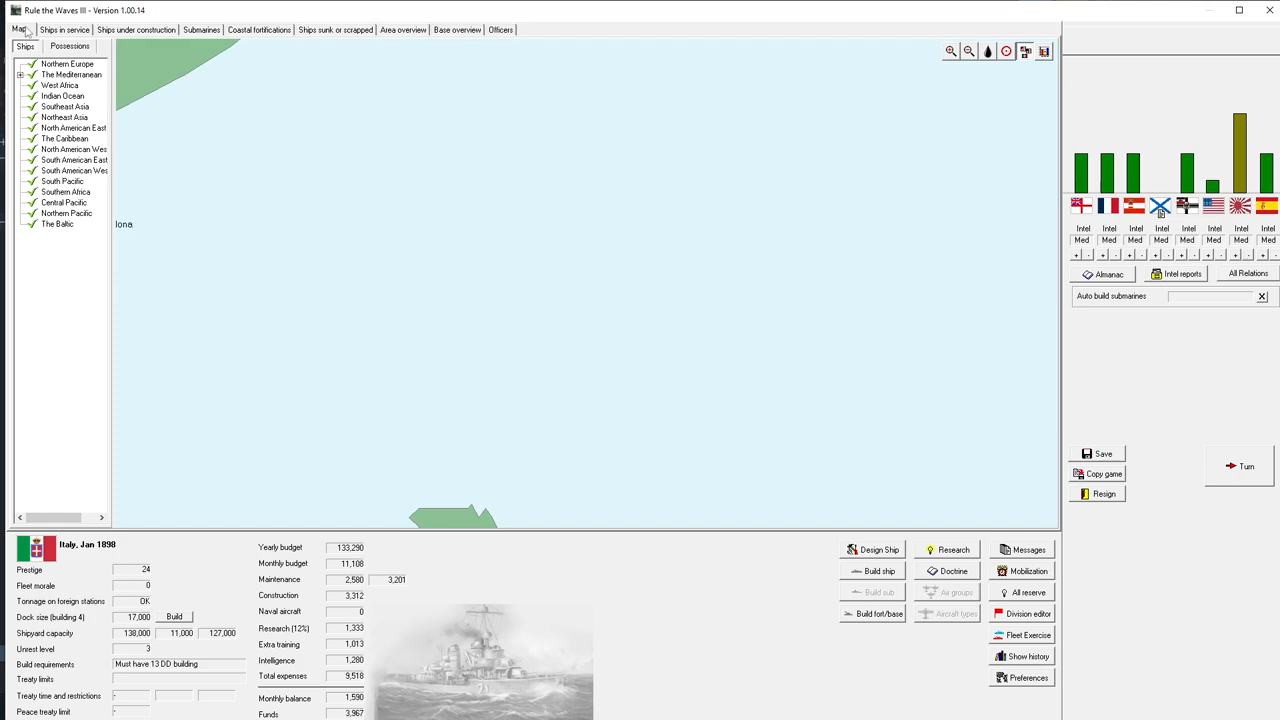 Rule the Waves III - Version 1.00.14
Map Ships in service Ships under construction Submarines Coastal fortifications Ships sunk or scrapped Area overview Base overview Officers
Ships Possessions
Northern Europe
The Mediterranean
West Africa
Indian Ocean
Southeast Asia
Northeast Asia
North American East
The Caribbean
North American Wes
South American East
South American Wes
South Pacific
Southern Africa
Central Pacific
Northern Pacific
The Baltic
lona
Intel Intel Intel Intel Intel Intel Intel Intel
Med Med Med Med Med Med Med Med
+ - + - + - + - + - + - + - + -
Almanac Intel reports All Relations
Auto build submarines X
Save
Copy game
Resign
Turn
Italy, Jan 1898
Prestige 24
Fleet morale 0
Tonnage on foreign stations OK
Dock size (building 4) 17,000 Build
Shipyard capacity 138,000 11,000 127,000
Unrest level 3
Build requirements Must have 13 DD building
Treaty limits
Treaty time and restrictions -
Peace treaty limit -
Yearly budget 133,290
Monthly budget 11,108
Maintenance 2,580 3,201
Construction 3,312
Naval aircraft 0
Research (12%) 1,333
Extra training 1,013
Intelligence 1,280
Total expenses 9,518
Monthly balance 1,590
Funds 3,967
Design Ship Research Messages
Build ship Doctrine Mobilization
Build sub Air groups All reserve
Build fort/base Aircraft types Division editor
Fleet Exercise
Show history
Preferences